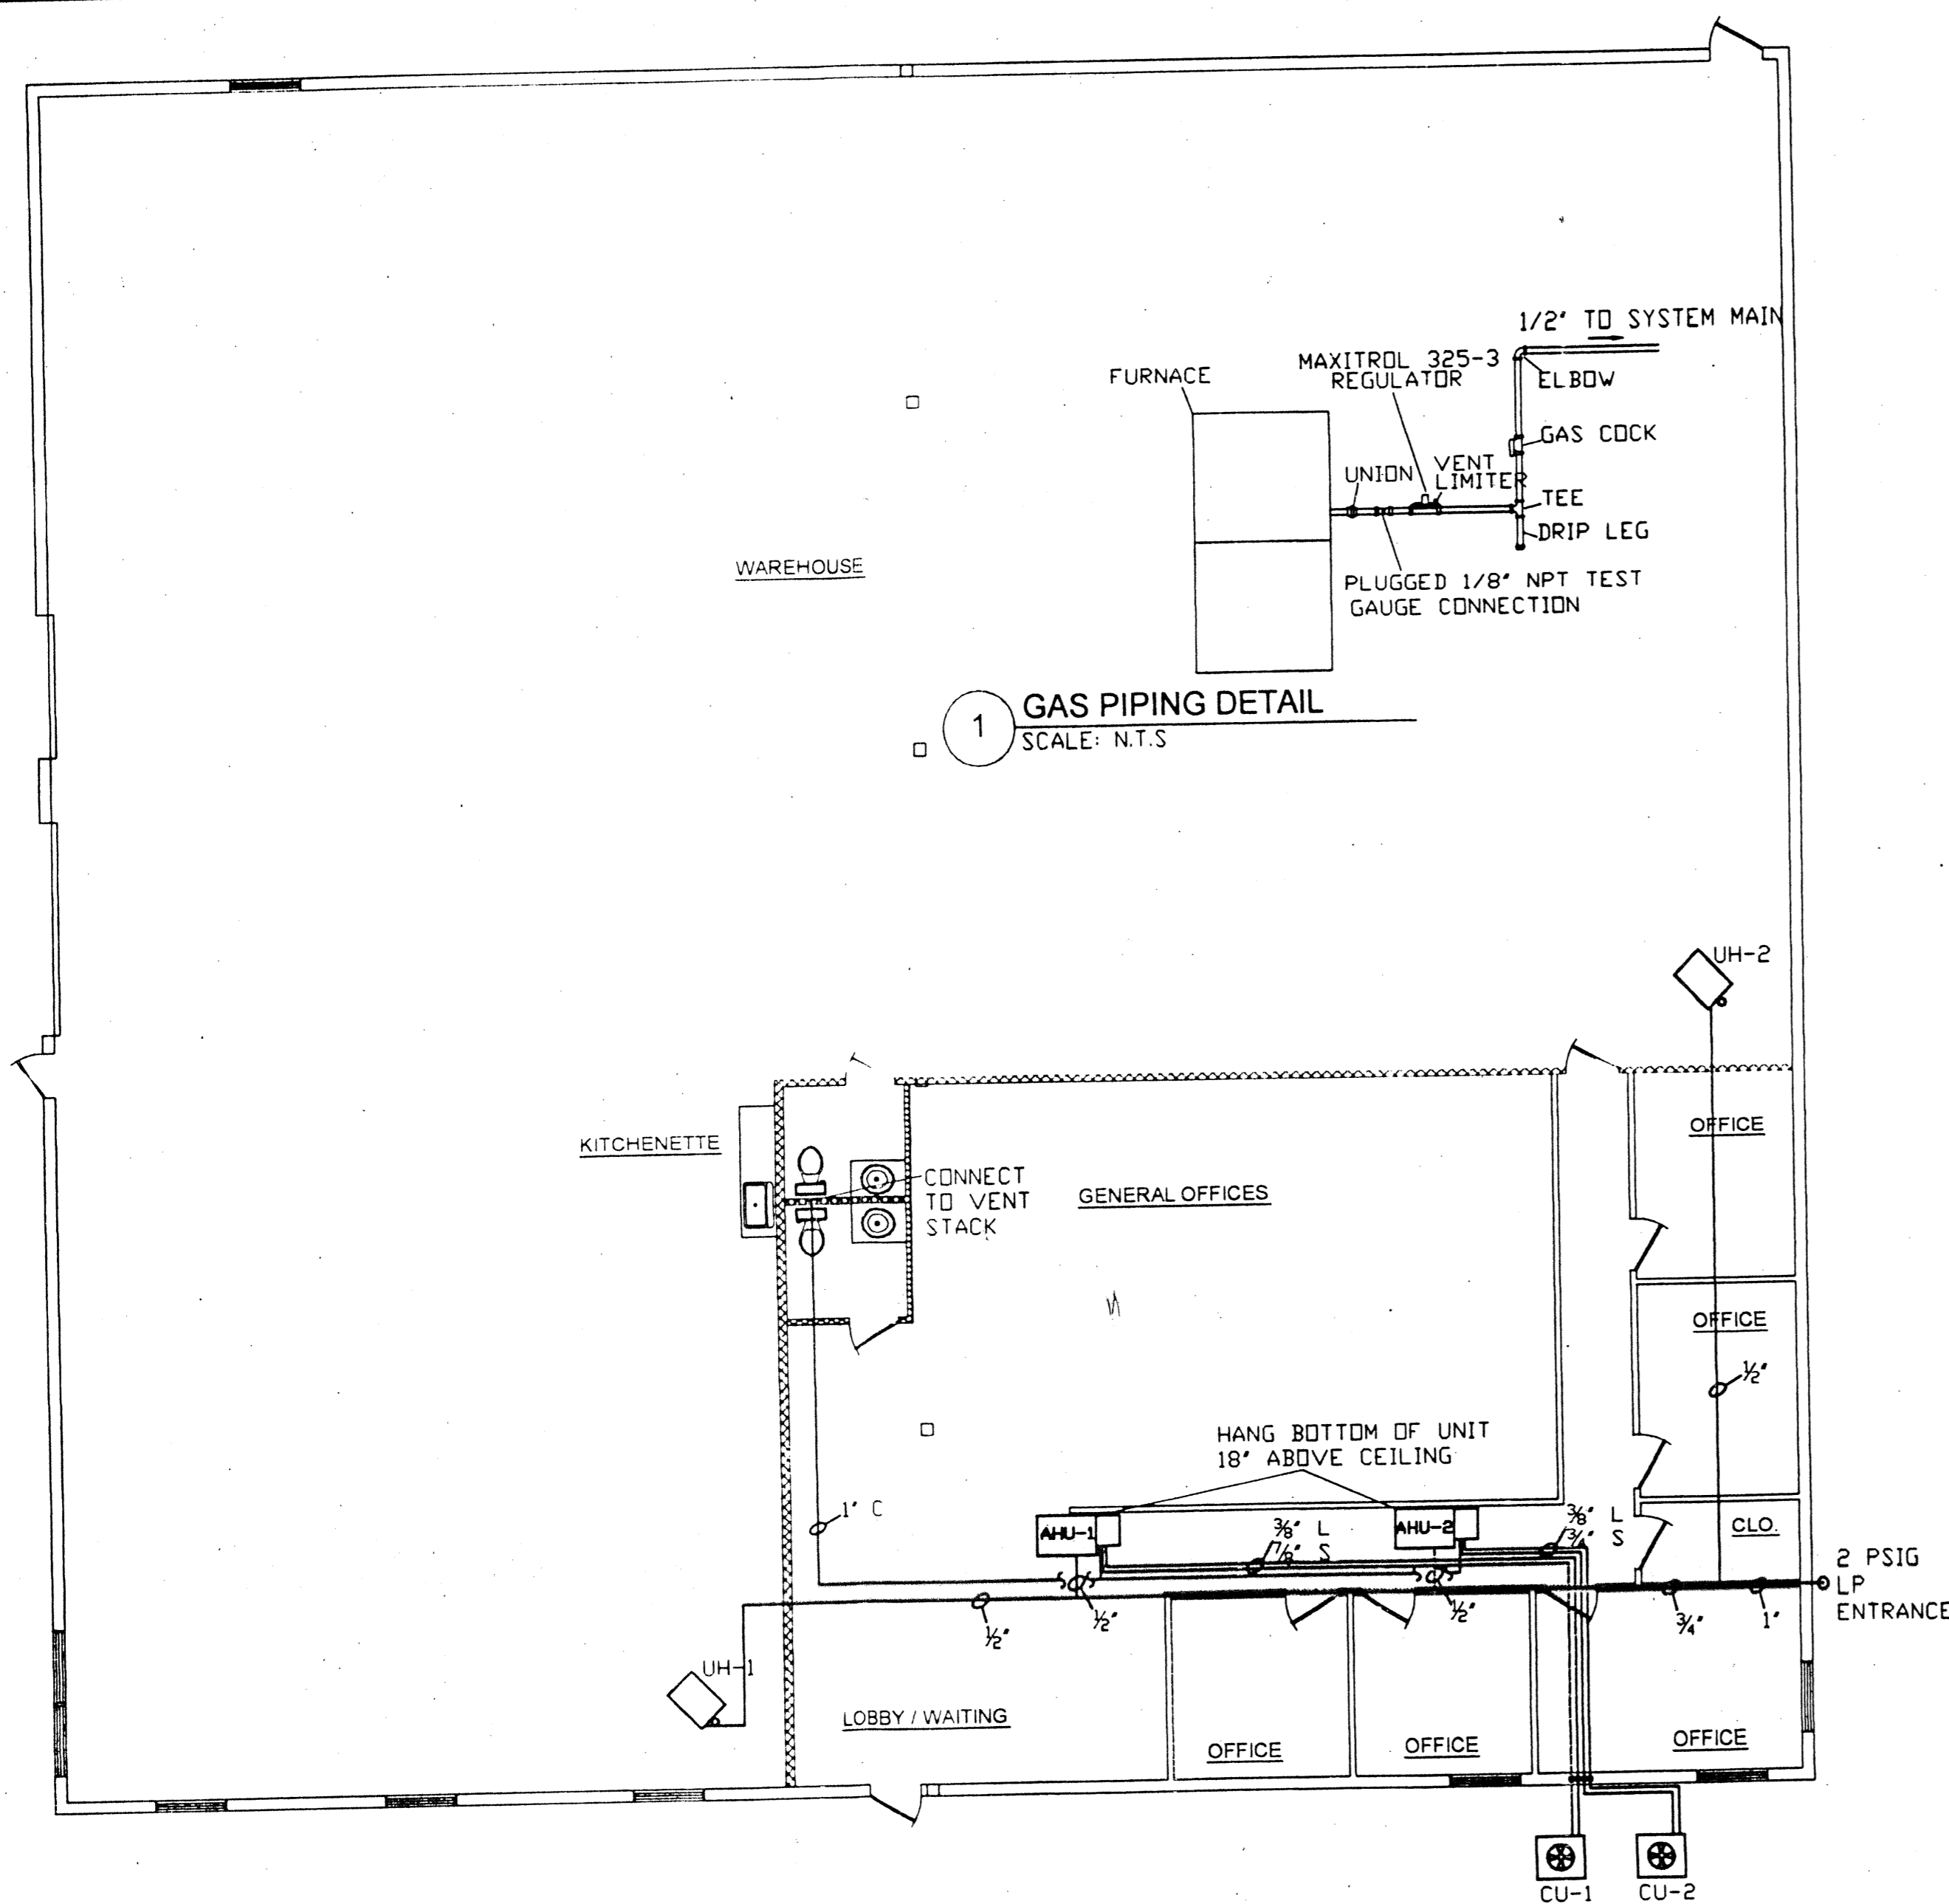 1/2" TO SYSTEM MAIN
MAXITROL 325-3
REGULATOR
FURNACE
ELBOW
GAS COCK
UNION
VENT
LIMITER
TEE
DRIP LEG
WAREHOUSE
PLUGGED 1/8" NPT TEST
GAUGE CONNECTION
1
GAS PIPING DETAIL
SCALE: N.T.S
UH-2
OFFICE
KITCHENETTE
CONNECT
TO VENT
STACK
GENERAL OFFICES
OFFICE
1/2"
HANG BOTTOM OF UNIT
18" ABOVE CEILING
1" C
AHU-1
3/8" L
7/8" S
AHU-2
3/8" L
3/4" S
CLO.
2 PSIG
LP
ENTRANCE
1/2"
1/2"
1/2"
3/4"
1"
UH-1
LOBBY / WAITING
OFFICE
OFFICE
OFFICE
CU-1
CU-2